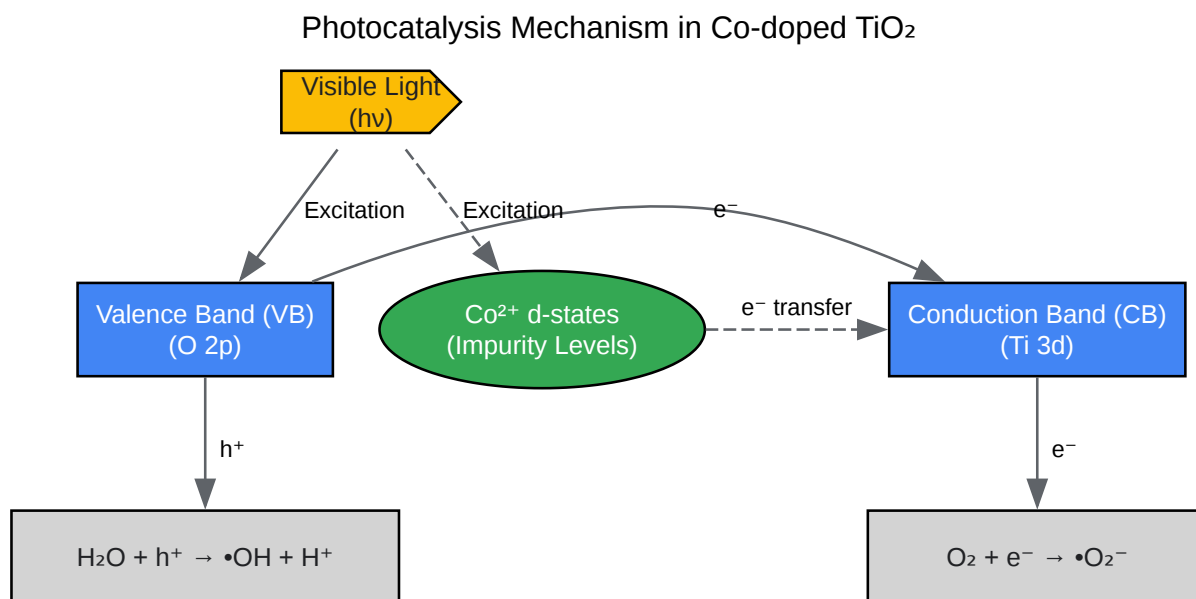 Photocatalysis Mechanism in Co-doped TiO₂
Visible Light
(hν)
Excitation
Excitation
e⁻
Valence Band (VB)
(O 2p)
Co²⁺ d-states
(Impurity Levels)
e⁻ transfer
Conduction Band (CB)
(Ti 3d)
h⁺
e⁻
H₂O + h⁺ → •OH + H⁺
O₂ + e⁻ → •O₂⁻